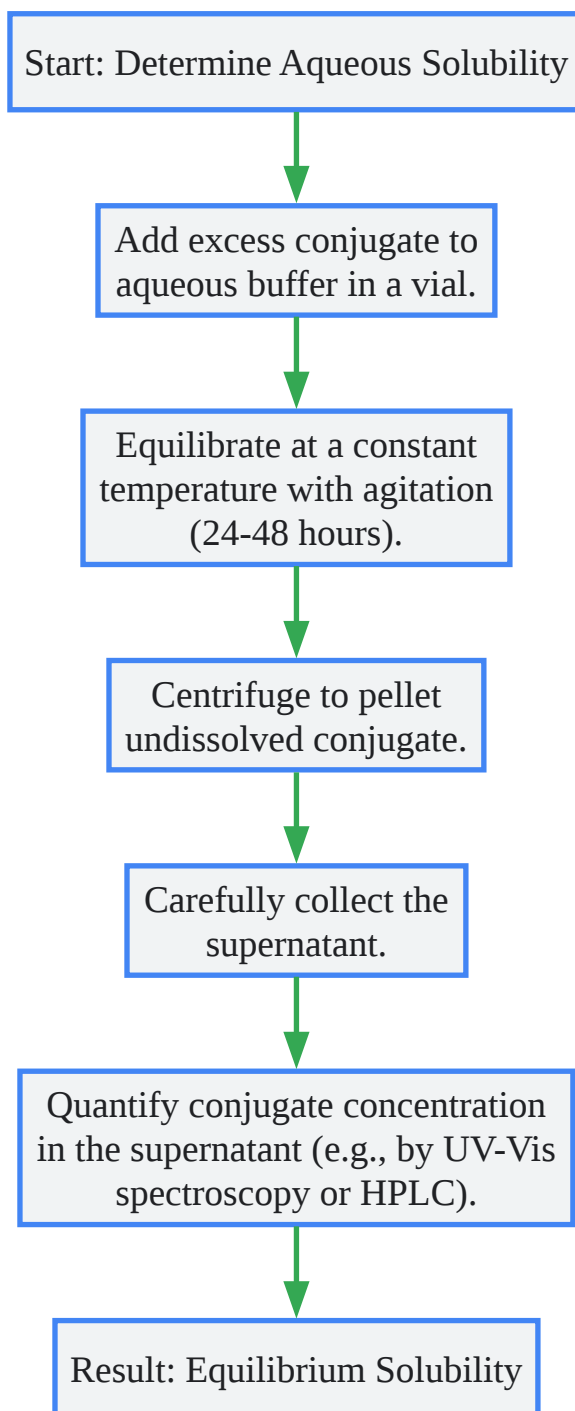 Start: Determine Aqueous Solubility
Add excess conjugate to
aqueous buffer in a vial.
Equilibrate at a constant
temperature with agitation
(24-48 hours).
Centrifuge to pellet
undissolved conjugate.
Carefully collect the
supernatant.
Quantify conjugate concentration
in the supernatant (e.g., by UV-Vis
spectroscopy or HPLC).
Result: Equilibrium Solubility